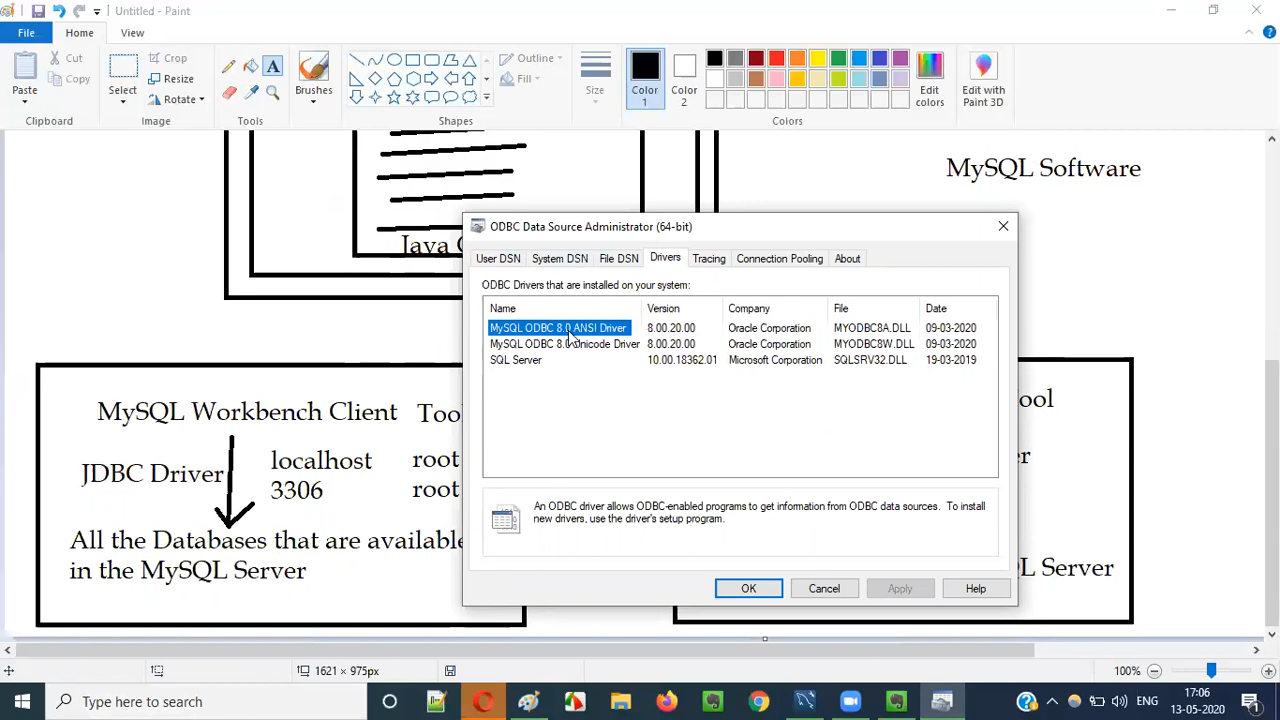 Untitled - Paint
File
Home
View
Paste
Cut
Copy
Clipboard
Select
Crop
Resize
Rotate
Image
A
Tools
Brushes
Outline
Fill
Shapes
Size
Color
1
Color
2
Edit
colors
Edit with
Paint 3D
Colors
MySQL Software
Java
MySQL Workbench Client
JDBC Driver
localhost
3306
root
root
All the Databases that are available
in the MySQL Server
ool
er
L Server
ODBC Data Source Administrator (64-bit)
User DSN
System DSN
File DSN
Drivers
Tracing
Connection Pooling
About
ODBC Drivers that are installed on your system:
Name Version Company File Date
MySQL ODBC 8.0 ANSI Driver 8.00.20.00 Oracle Corporation MYODBC8A.DLL 09-03-2020
MySQL ODBC 8.0 Unicode Driver 8.00.20.00 Oracle Corporation MYODBC8W.DLL 09-03-2020
SQL Server 10.00.18362.01 Microsoft Corporation SQLSRV32.DLL 19-03-2019
An ODBC driver allows ODBC-enabled programs to get information from ODBC data sources. To install
new drivers, use the driver's setup program.
OK
Cancel
Apply
Help
1621 × 975px
100%
Type here to search
ENG
17:06
13-05-2020
1